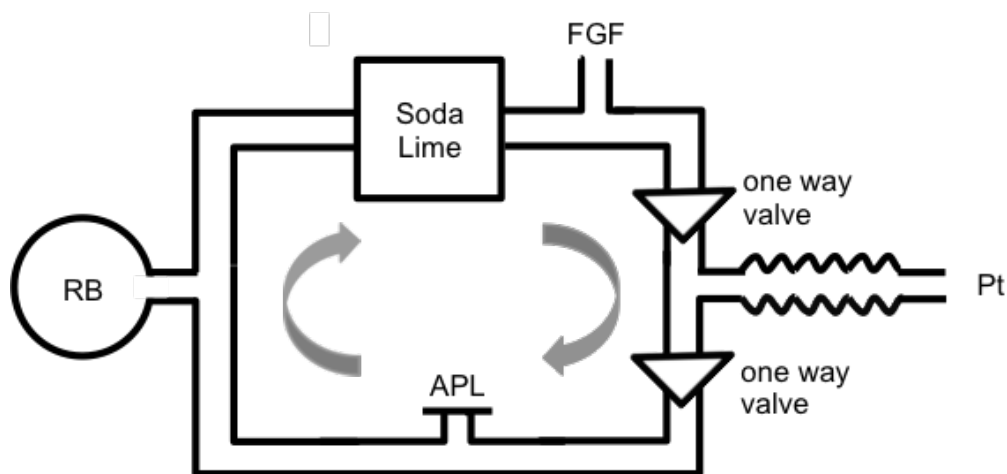 FGF
Soda
Lime
one way
valve
RB
Pt
APL
one way
valve